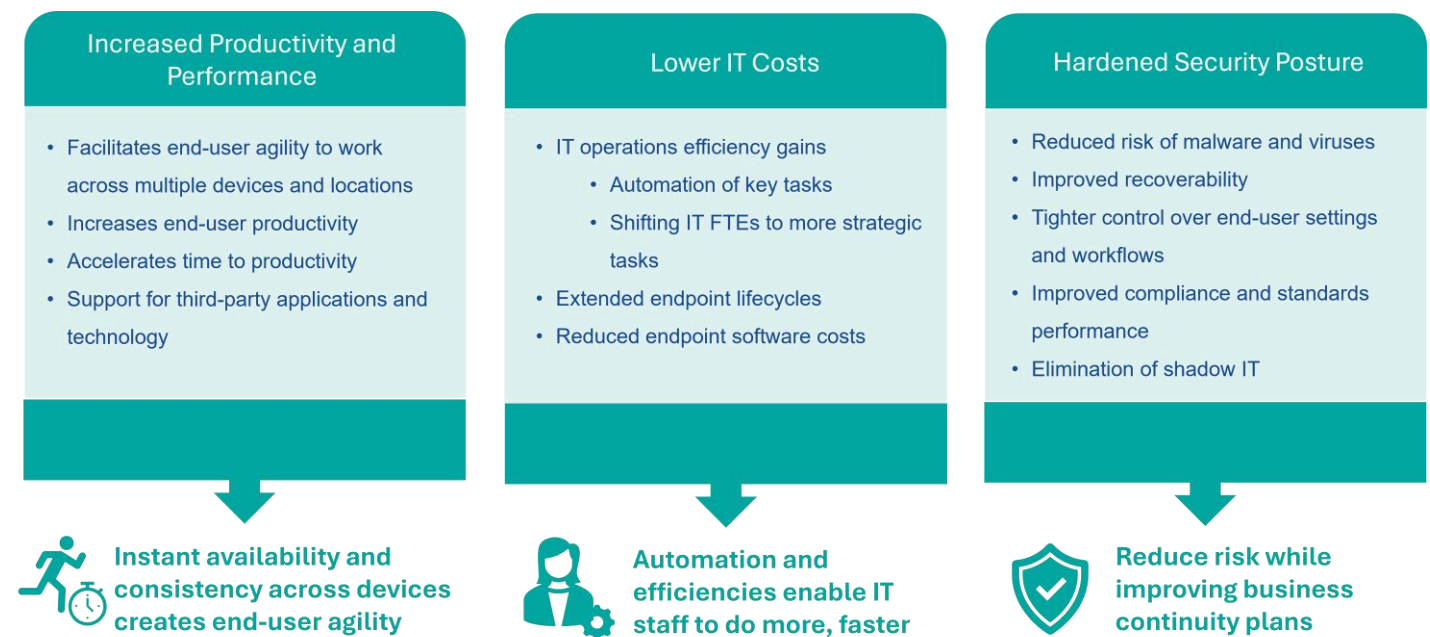 Increased Productivity and
Performance
• Facilitates end-user agility to work
across multiple devices and locations
• Increases end-user productivity
• Accelerates time to productivity
• Support for third-party applications and
technology
Instant availability and
consistency across devices
creates end-user agility
Lower IT Costs
• IT operations efficiency gains
• Automation of key tasks
• Shifting IT FTEs to more strategic
tasks
• Extended endpoint lifecycles
• Reduced endpoint software costs
Automation and
efficiencies enable IT
staff to do more, faster
Hardened Security Posture
• Reduced risk of malware and viruses
• Improved recoverability
• Tighter control over end-user settings
and workflows
• Improved compliance and standards
performance
• Elimination of shadow IT
Reduce risk while
improving business
continuity plans